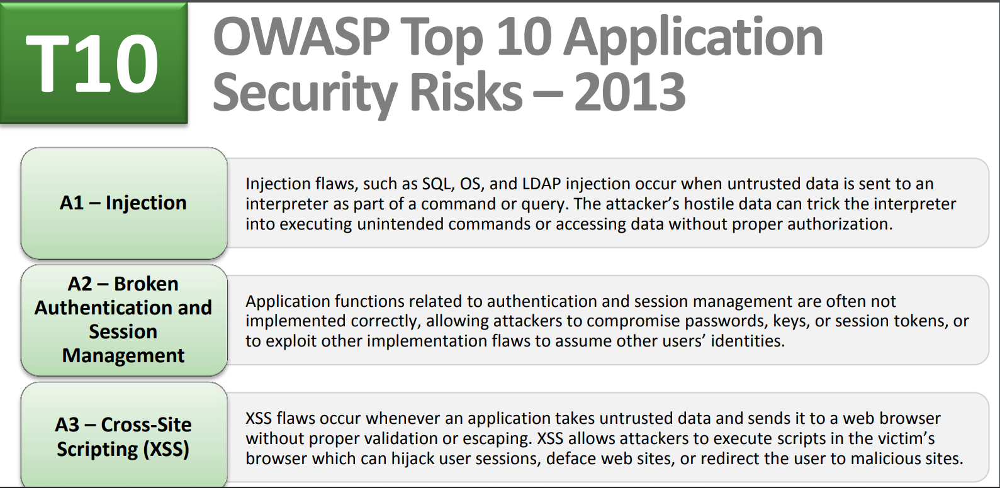 T10
OWASP Top 10 Application
Security Risks – 2013
A1 – Injection
Injection flaws, such as SQL, OS, and LDAP injection occur when untrusted data is sent to an
interpreter as part of a command or query. The attacker’s hostile data can trick the interpreter
into executing unintended commands or accessing data without proper authorization.
A2 – Broken
Authentication and
Session
Management
Application functions related to authentication and session management are often not
implemented correctly, allowing attackers to compromise passwords, keys, or session tokens, or
to exploit other implementation flaws to assume other users’ identities.
A3 – Cross-Site
Scripting (XSS)
XSS flaws occur whenever an application takes untrusted data and sends it to a web browser
without proper validation or escaping. XSS allows attackers to execute scripts in the victim’s
browser which can hijack user sessions, deface web sites, or redirect the user to malicious sites.